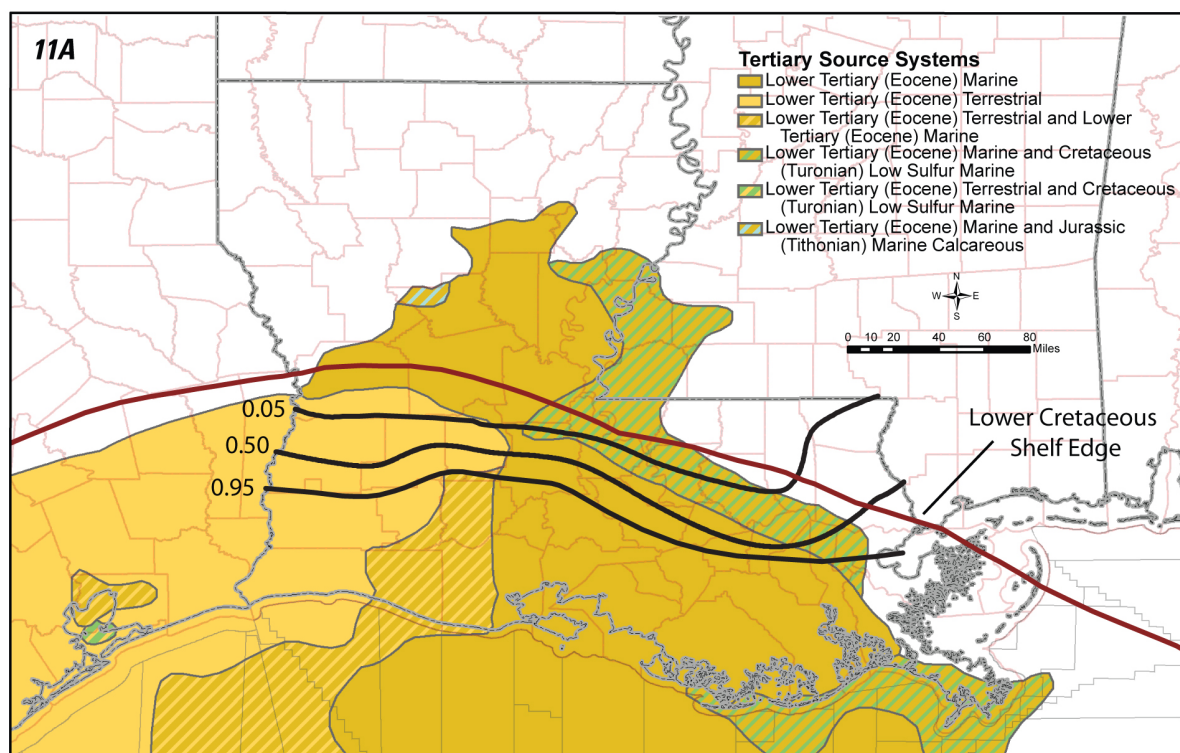 11A
Tertiary Source Systems
Lower Tertiary (Eocene) Marine
Lower Tertiary (Eocene) Terrestrial
Lower Tertiary (Eocene) Terrestrial and Lower
Tertiary (Eocene) Marine
Lower Tertiary (Eocene) Marine and Cretaceous
(Turonian) Low Sulfur Marine
Lower Tertiary (Eocene) Terrestrial and Cretaceous
(Turonian) Low Sulfur Marine
Lower Tertiary (Eocene) Marine and Jurassic
(Tithonian) Marine Calcareous
N
W E
S
0 10 20 40 60 80
Miles
0.05
0.50
0.95
Lower Cretaceous
Shelf Edge